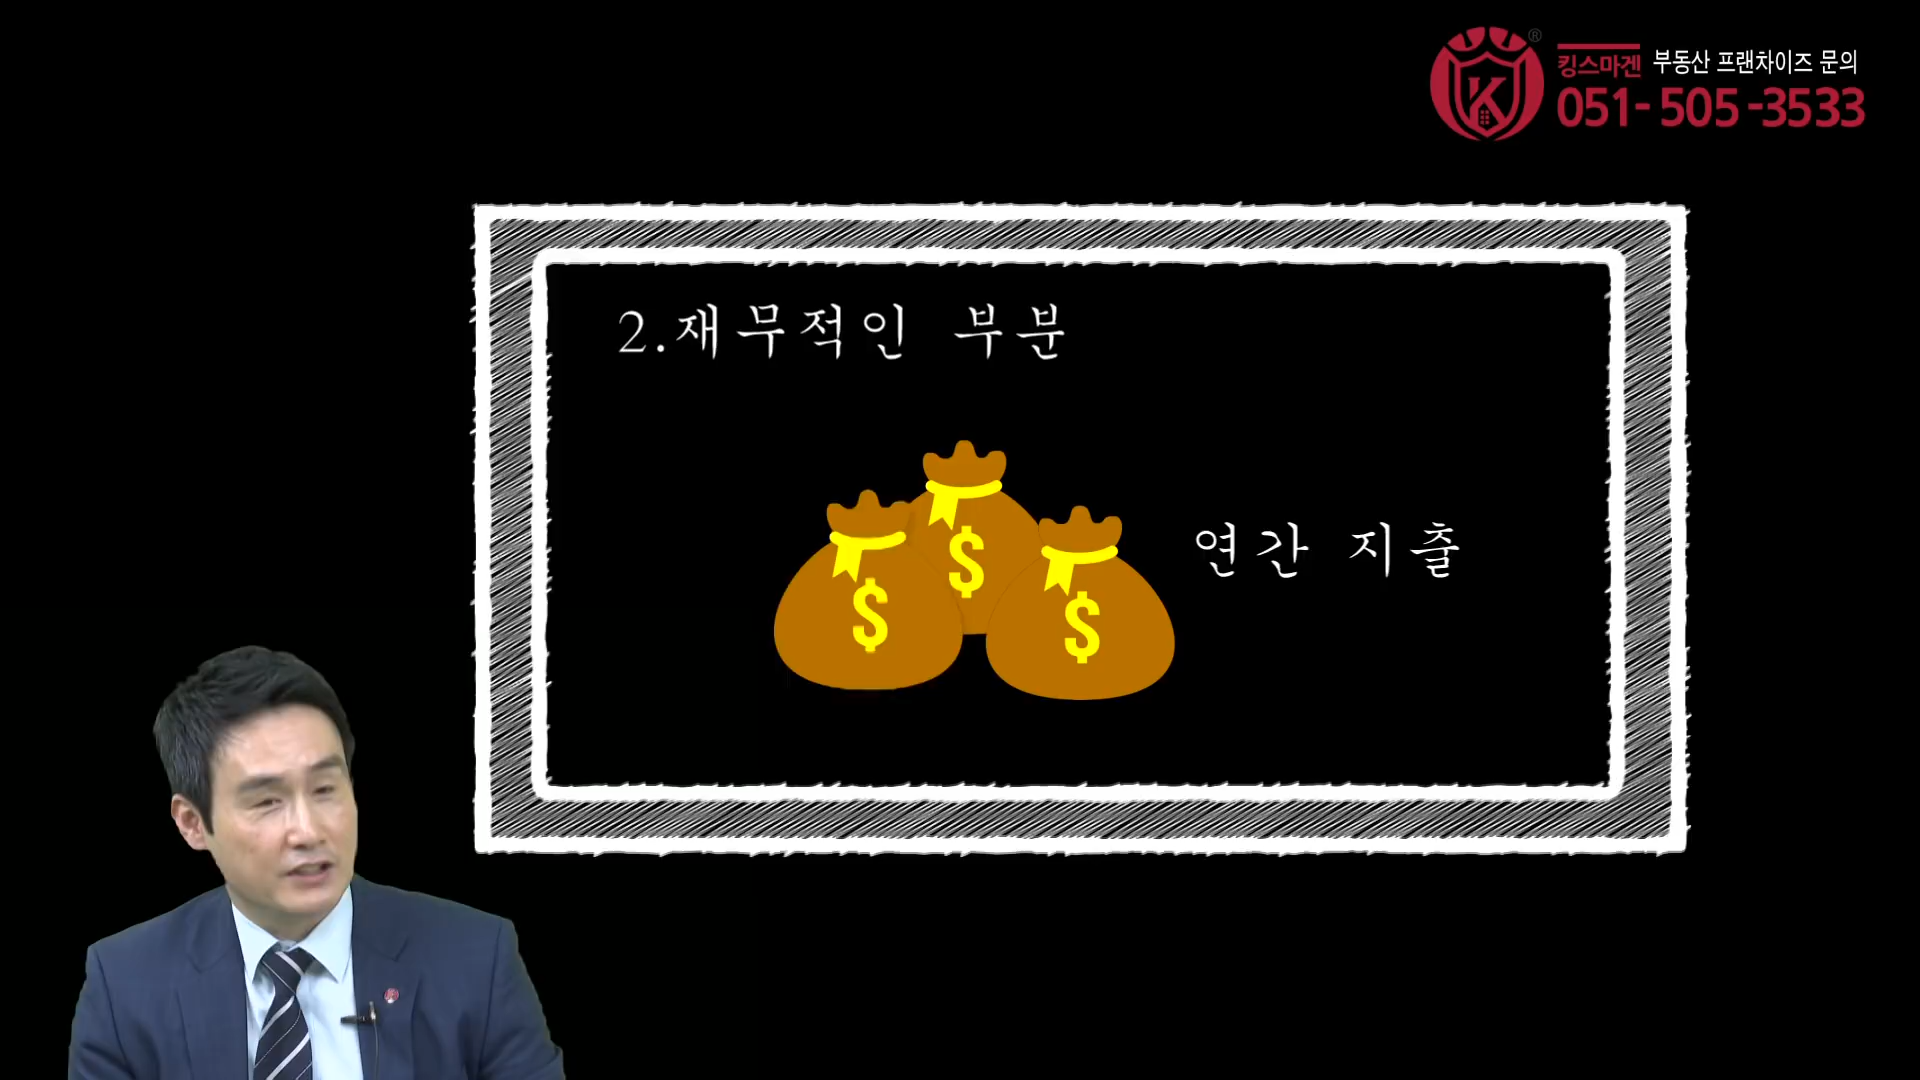 킹스마겐 부동산 프랜차이즈 문의
051-505-3533
2.재무적인 부분
연간 지출
$
$
$
K
®